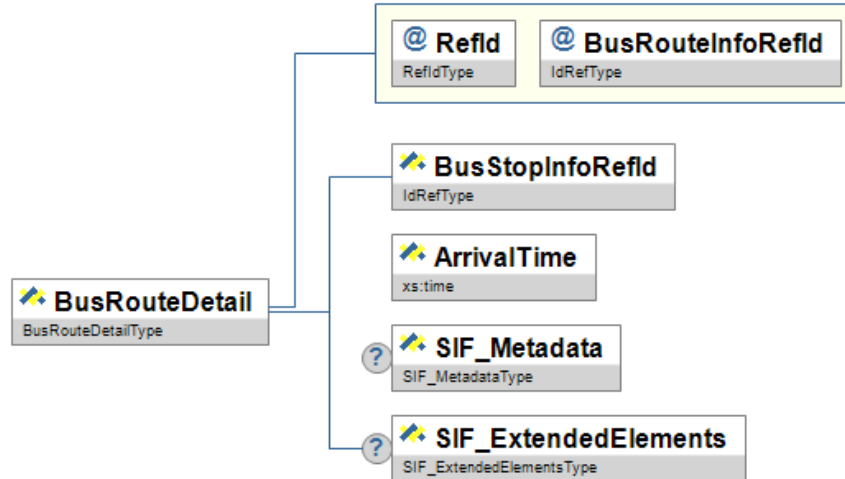 @ RefId
RefIdType
@ BusRouteInfoRefId
IdRefType
BusStopInfoRefId
IdRefType
ArrivalTime
xs:time
BusRouteDetail
BusRouteDetailType
? SIF_Metadata
SIF_MetadataType
? SIF_ExtendedElements
SIF_ExtendedElementsType